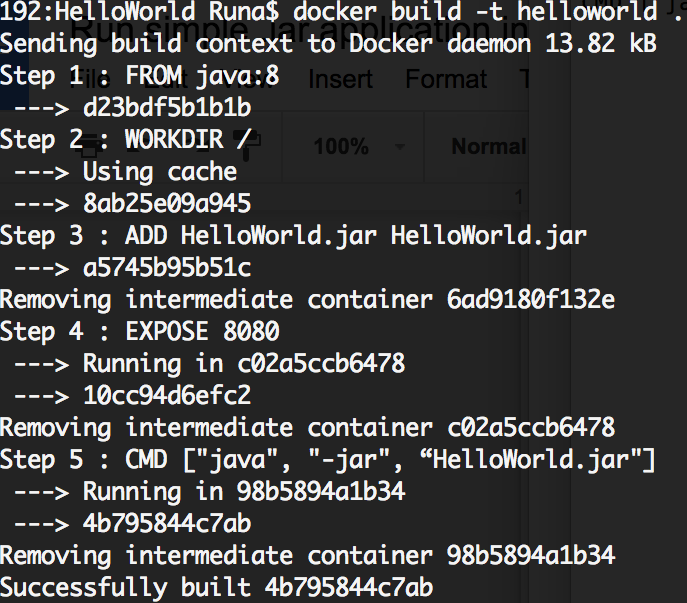 192:HelloWorld Runa$ docker build -t helloworld .
Sending build context to Docker daemon 13.82 kB
Step 1 : FROM java:8
 ---> d23bdf5b1b1b
Step 2 : WORKDIR /
 ---> Using cache
 ---> 8ab25e09a945
Step 3 : ADD HelloWorld.jar HelloWorld.jar
 ---> a5745b95b51c
Removing intermediate container 6ad9180f132e
Step 4 : EXPOSE 8080
 ---> Running in c02a5ccb6478
 ---> 10cc94d6efc2
Removing intermediate container c02a5ccb6478
Step 5 : CMD ["java", "-jar", “HelloWorld.jar"]
 ---> Running in 98b5894a1b34
 ---> 4b795844c7ab
Removing intermediate container 98b5894a1b34
Successfully built 4b795844c7ab
Run simple jar application in
File Edit View Insert Format
100% Normal
1